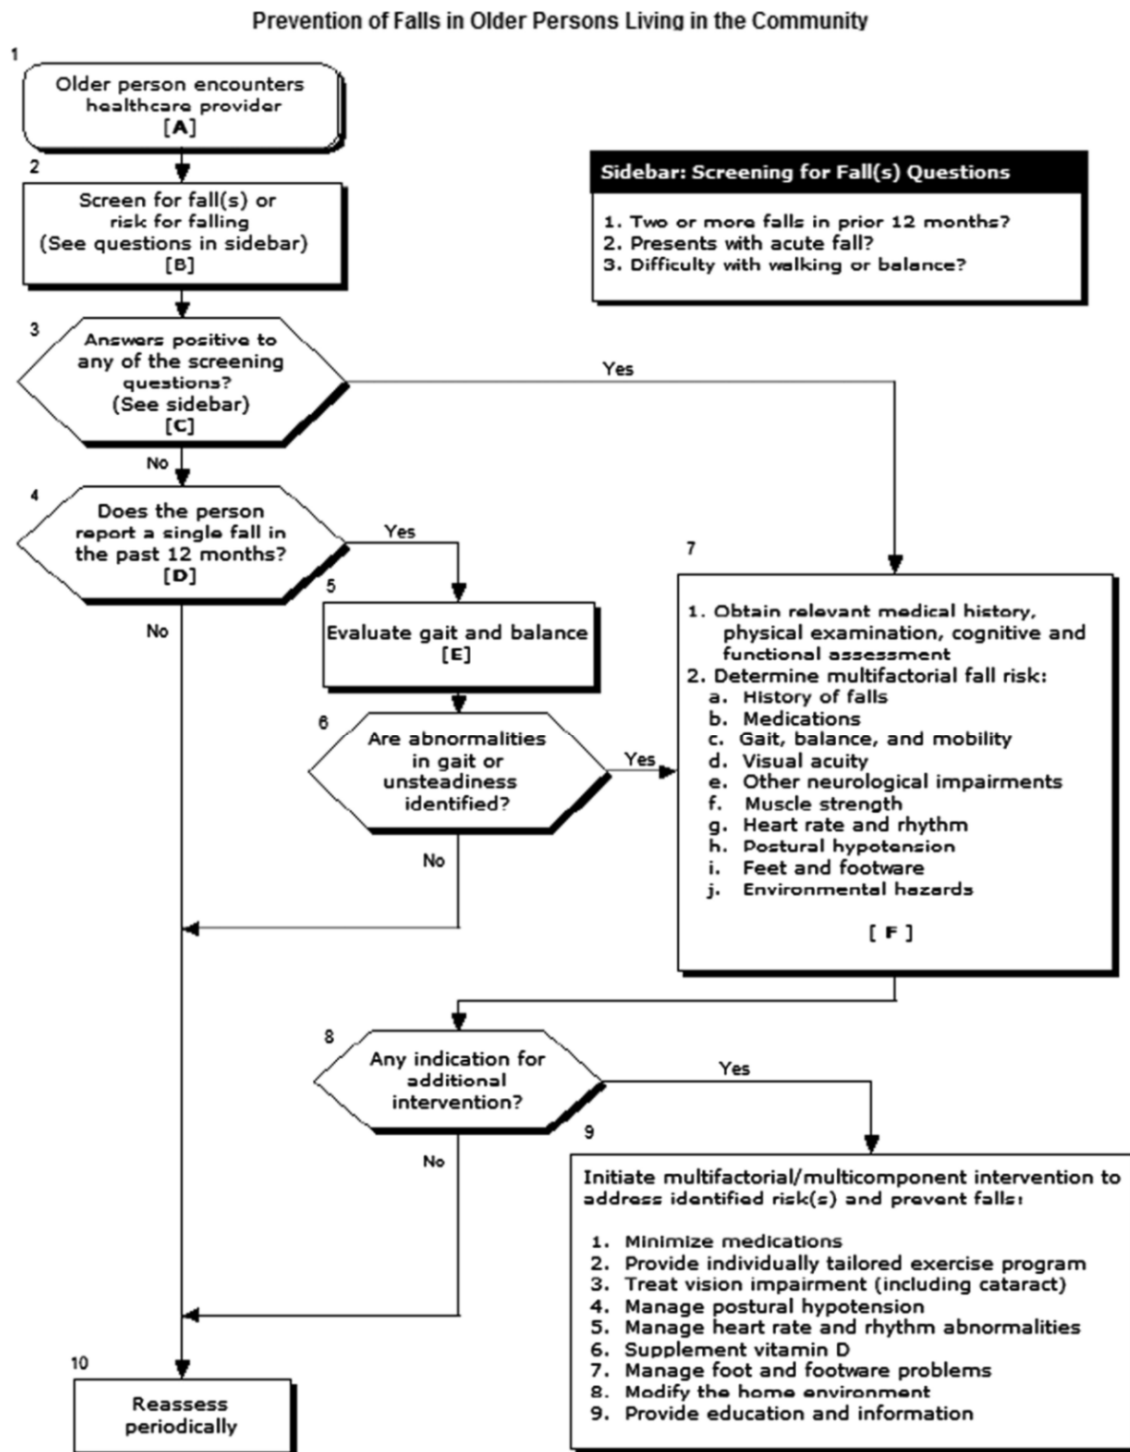 Prevention of Falls in Older Persons Living in the Community
1
Older person encounters
healthcare provider
[A]
2
Screen for fall(s) or
risk for falling
(See questions in sidebar)
[B]
Sidebar: Screening for Fall(s) Questions
1. Two or more falls in prior 12 months?
2. Presents with acute fall?
3. Difficulty with walking or balance?
3
Answers positive to
any of the screening
questions?
(See sidebar)
[C]
Yes
No
4
Does the person
report a single fall in
the past 12 months?
[D]
Yes
No
5
Evaluate gait and balance
[E]
6
Are abnormalities
in gait or
unsteadiness
identified?
Yes
No
7
1. Obtain relevant medical history,
physical examination, cognitive and
functional assessment
2. Determine multifactorial fall risk:
a. History of falls
b. Medications
c. Gait, balance, and mobility
d. Visual acuity
e. Other neurological impairments
f. Muscle strength
g. Heart rate and rhythm
h. Postural hypotension
i. Feet and footware
j. Environmental hazards
[ F ]
8
Any indication for
additional
intervention?
Yes
No
9
Initiate multifactorial/multicomponent intervention to
address identified risk(s) and prevent falls:
1. Minimize medications
2. Provide individually tailored exercise program
3. Treat vision impairment (including cataract)
4. Manage postural hypotension
5. Manage heart rate and rhythm abnormalities
6. Supplement vitamin D
7. Manage foot and footware problems
8. Modify the home environment
9. Provide education and information
10
Reassess
periodically